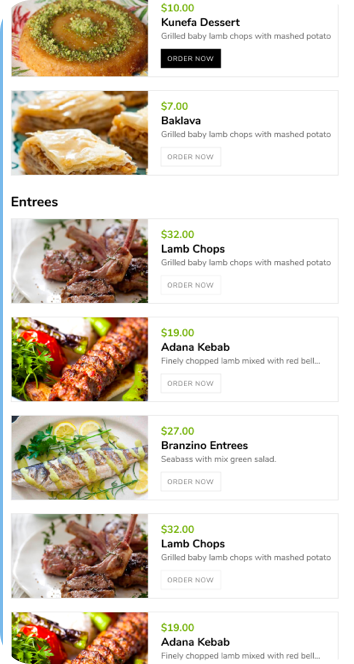 $10.00
Kunefa Dessert
Grilled baby lamb chops with mashed potato
ORDER NOW
$7.00
Baklava
Grilled baby lamb chops with mashed potato
ORDER NOW
Entrees
$32.00
Lamb Chops
Grilled baby lamb chops with mashed potato
ORDER NOW
$19.00
Adana Kebab
Finely chopped lamb mixed with red bell...
ORDER NOW
$27.00
Branzino Entrees
Seabass with mix green salad.
ORDER NOW
$32.00
Lamb Chops
Grilled baby lamb chops with mashed potato
ORDER NOW
$19.00
Adana Kebab
Finely chopped lamb mixed with red bell...